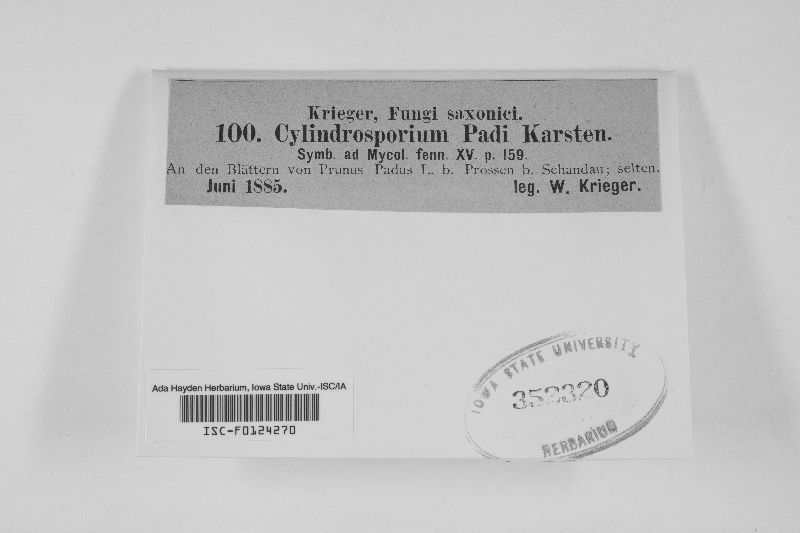 Krieger, Fungi saxonici.
100. Cylindrosporium Padi Karsten.
Symb. ad Mycol. fenn. XV. p. 159.
An den Blättern von Prunus Padus L. b. Prossen b. Schandau; selten.
Juni 1885. leg. W. Krieger.
Ada Hayden Herbarium, Iowa State Univ.-ISC/IA
ISC-F0124270
IOWA STATE UNIVERSITY
352320
HERBARIUM